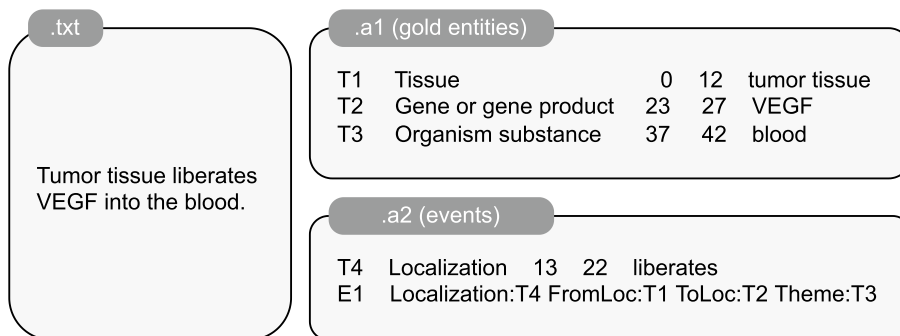 .txt
Tumor tissue liberates
VEGF into the blood.
.a1 (gold entities)
T1 Tissue 0 12 tumor tissue
T2 Gene or gene product 23 27 VEGF
T3 Organism substance 37 42 blood
.a2 (events)
T4 Localization 13 22 liberates
E1 Localization:T4 FromLoc:T1 ToLoc:T2 Theme:T3